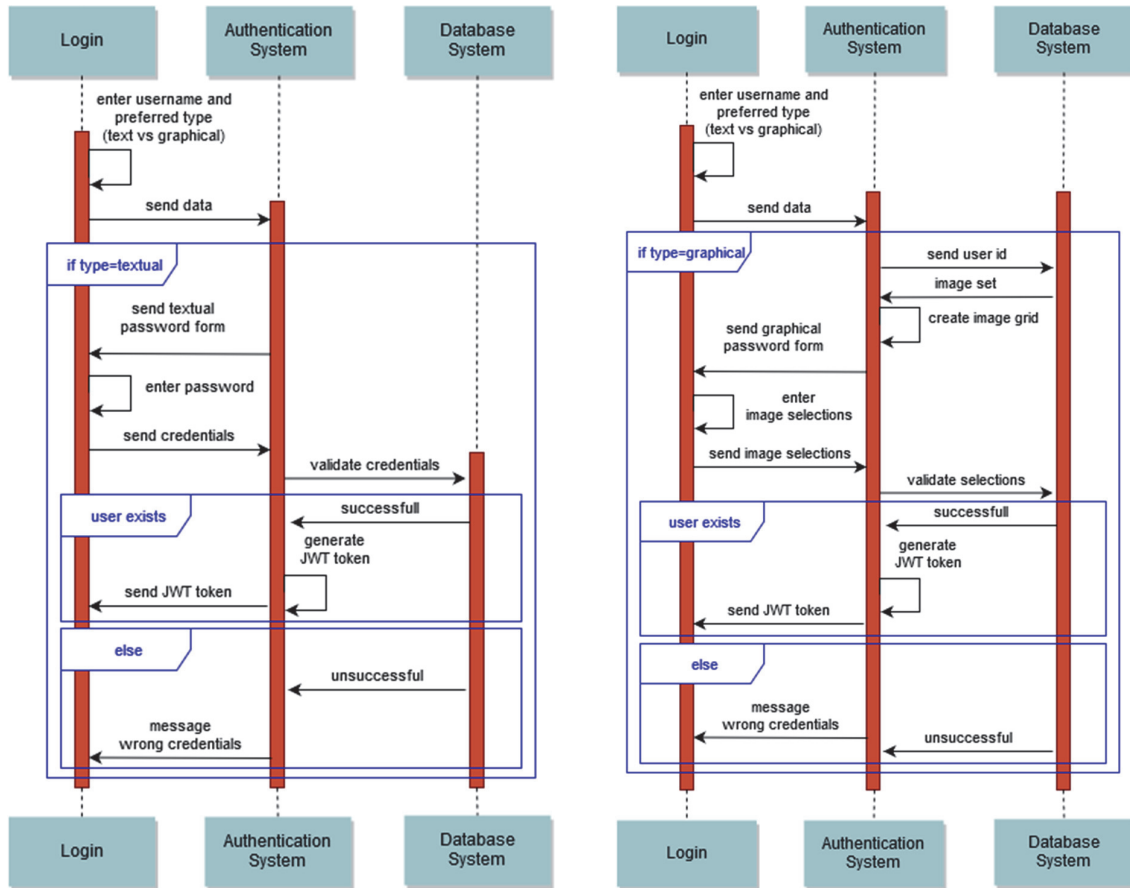 Login
Authentication
System
Database
System
enter username and
preferred type
(text vs graphical)
send data
if type=textual
send textual
password form
enter password
send credentials
validate credentials
user exists
successfull
generate
JWT token
send JWT token
else
unsuccessful
message
wrong credentials
Login
Authentication
System
Database
System
Login
Authentication
System
Database
System
enter username and
preferred type
(text vs graphical)
send data
if type=graphical
send user id
image set
create image grid
send graphical
password form
enter
image selections
send image selections
validate selections
user exists
successfull
generate
JWT token
send JWT token
else
message
wrong credentials
unsuccessful
Login
Authentication
System
Database
System